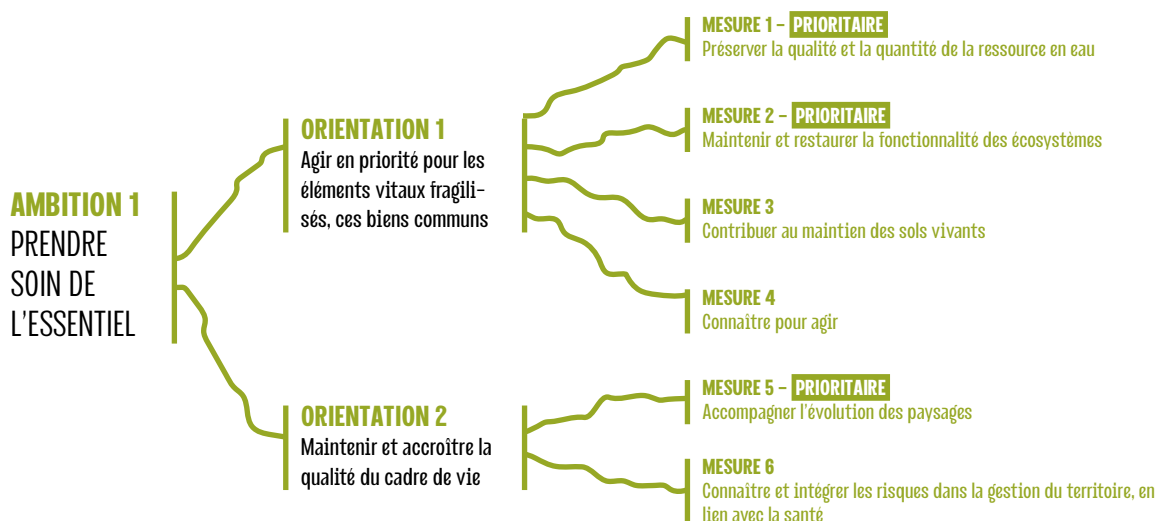 AMBITION 1
PRENDRE
SOIN DE
L'ESSENTIEL
ORIENTATION 1
Agir en priorité pour les
éléments vitaux fragili-
sés, ces biens communs
MESURE 1 – PRIORITAIRE
Préserver la qualité et la quantité de la ressource en eau
MESURE 2 – PRIORITAIRE
Maintenir et restaurer la fonctionnalité des écosystèmes
MESURE 3
Contribuer au maintien des sols vivants
MESURE 4
Connaître pour agir
ORIENTATION 2
Maintenir et accroître la
qualité du cadre de vie
MESURE 5 – PRIORITAIRE
Accompagner l'évolution des paysages
MESURE 6
Connaître et intégrer les risques dans la gestion du territoire, en
lien avec la santé